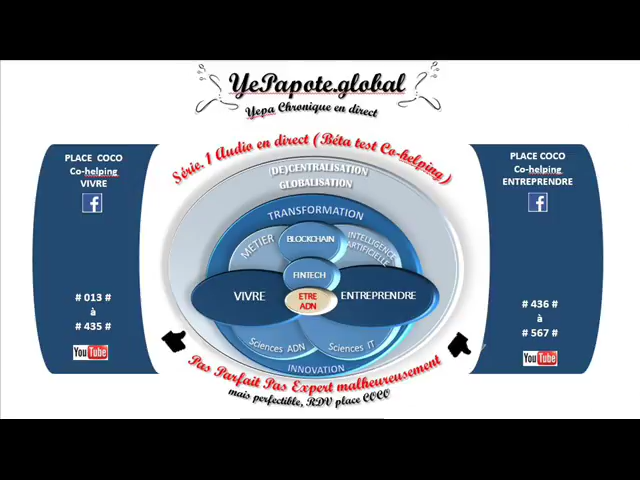 YePapote.global
Yepa Chronique en direct
Série.1 Audio en direct (Béta test Co-helping)
PLACE COCO
Co-helping
VIVRE
# 013 #
à
# 435 #
YouTube
(DE)CENTRALISATION
GLOBALISATION
TRANSFORMATION
METIER
BLOCKCHAIN
INTELLIGENCE
ARTIFICIELLE
FINTECH
VIVRE
ETRE
ADN
ENTREPRENDRE
Sciences ADN
Sciences IT
INNOVATION
PLACE COCO
Co-helping
ENTREPRENDRE
# 436 #
à
# 567 #
YouTube
Pas Parfait Pas Expert malheureusement
mais perfectible, RDV place COCO